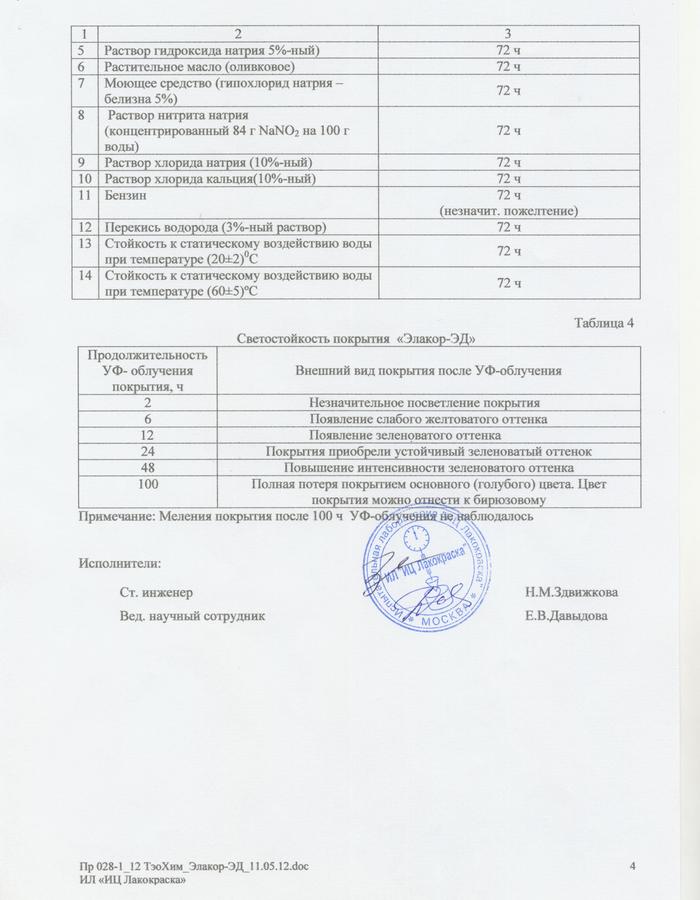 1 2 3
5 Раствор гидроксида натрия 5%-ный) 72 ч
6 Растительное масло (оливковое) 72 ч
7 Моющее средство (гипохлорид натрия –
белизна 5%) 72 ч
8 Раствор нитрита натрия
(концентрированный 84 г NaNO₂ на 100 г 72 ч
воды)
9 Раствор хлорида натрия (10%-ный) 72 ч
10 Раствор хлорида кальция(10%-ный) 72 ч
11 Бензин 72 ч
(незначит. пожелтение)
12 Перекись водорода (3%-ный раствор) 72 ч
13 Стойкость к статическому воздействию воды
при температуре (20±2)⁰С 72 ч
14 Стойкость к статическому воздействию воды
при температуре (60±5)ºС 72 ч
Таблица 4
Светостойкость покрытия «Элакор-ЭД»
Продолжительность
УФ- облучения Внешний вид покрытия после УФ-облучения
покрытия, ч
2 Незначительное посветление покрытия
6 Появление слабого желтоватого оттенка
12 Появление зеленоватого оттенка
24 Покрытия приобрели устойчивый зеленоватый оттенок
48 Повышение интенсивности зеленоватого оттенка
100 Полная потеря покрытием основного (голубого) цвета. Цвет
покрытия можно отнести к бирюзовому
Примечание: Меления покрытия после 100 ч УФ-облучения не наблюдалось
Исполнители:
Ст. инженер Н.М.Здвижкова
Вед. научный сотрудник Е.В.Давыдова
ИЛ "ИЦ Лакокраска"
МОСКВА
Пр 028-1_12 ТэоХим_Элакор-ЭД_11.05.12.doc 4
ИЛ «ИЦ Лакокраска»